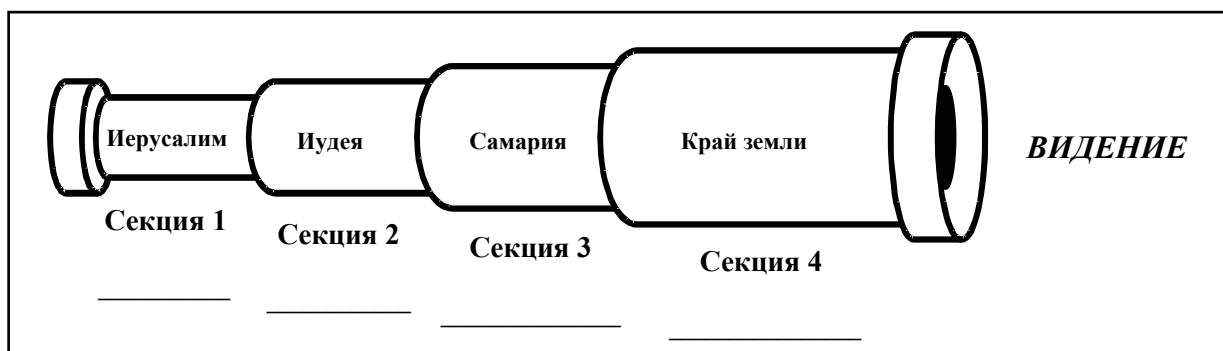 Иерусалим
Иудея
Самария
Край земли
ВИДЕНИЕ
Секция 1
Секция 2
Секция 3
Секция 4